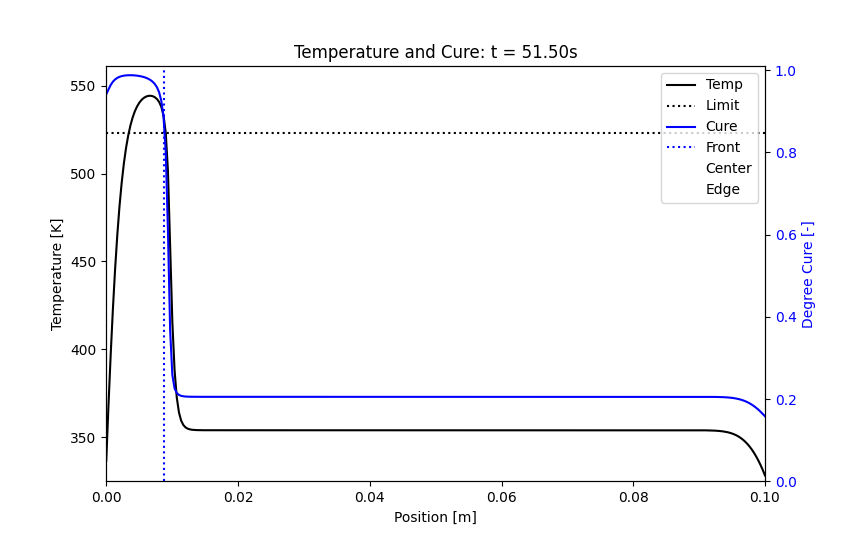 Temperature and Cure: t = 51.50s
Temp
Limit
Cure
Front
Center
Edge
550
500
450
400
350
Temperature [K]
1.0
0.8
0.6
0.4
0.2
0.0
Degree Cure [-]
0.00 0.02 0.04 0.06 0.08 0.10
Position [m]